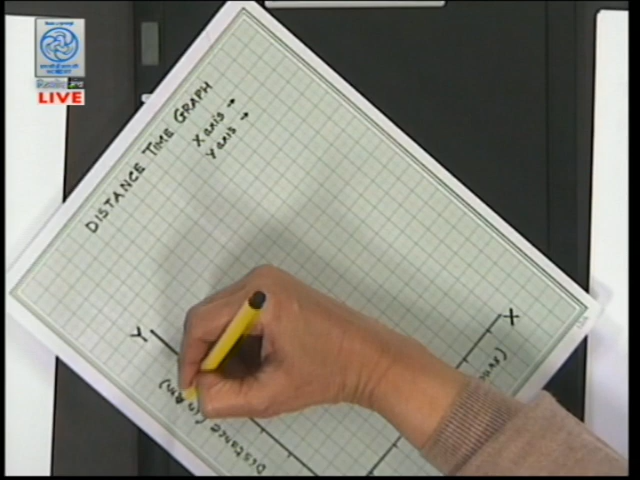 LIVE
DISTANCE TIME GRAPH
X axis →
Y axis →
Y
X
Distance (in km)